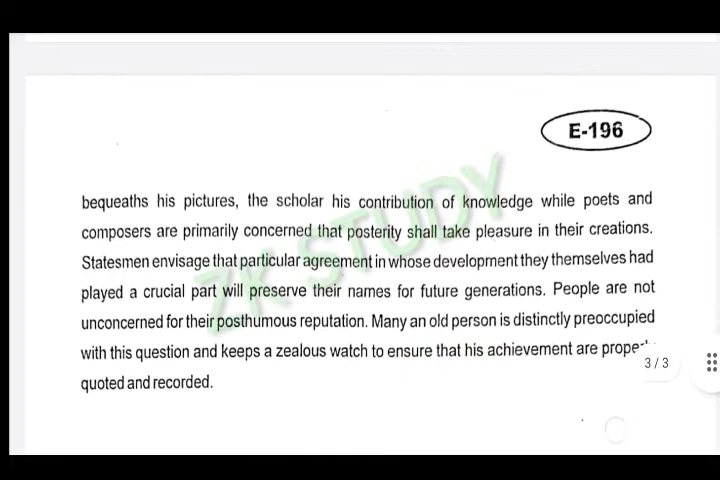 E-196
bequeaths his pictures, the scholar his contribution of knowledge while poets and
composers are primarily concerned that posterity shall take pleasure in their creations.
Statesmen envisage that particular agreement in whose development they themselves had
played a crucial part will preserve their names for future generations. People are not
unconcerned for their posthumous reputation. Many an old person is distinctly preoccupied
with this question and keeps a zealous watch to ensure that his achievement are
3/3
quoted and recorded.
ZK STUDY